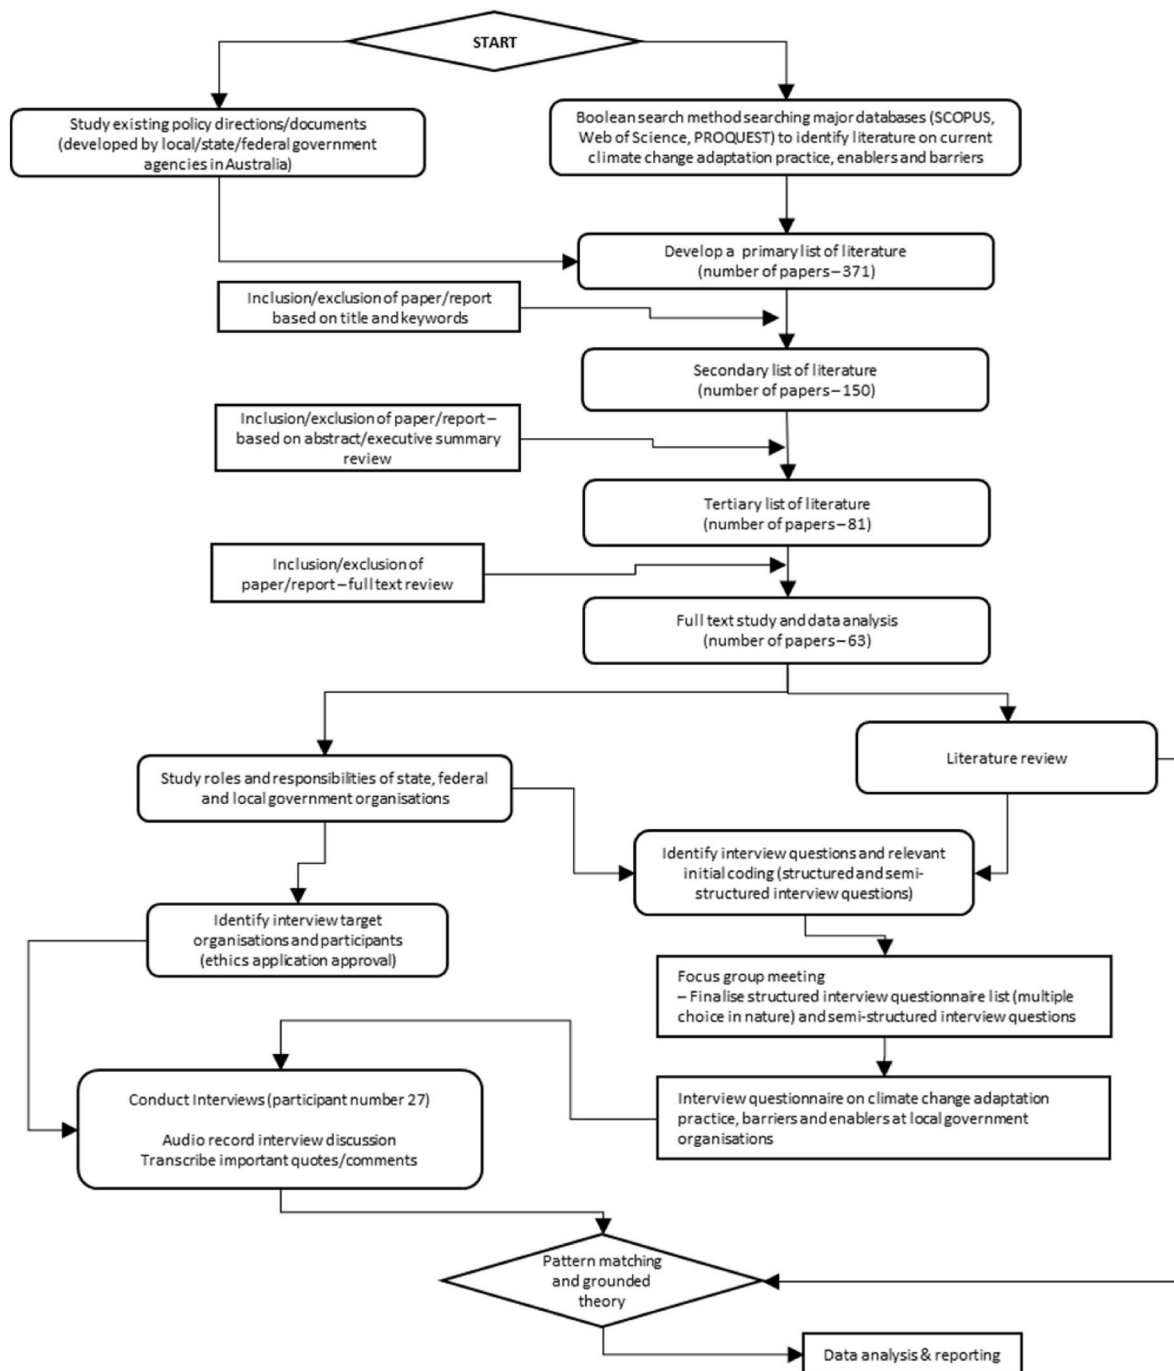 START
Study existing policy directions/documents
(developed by local/state/federal government
agencies in Australia)
Boolean search method searching major databases (SCOPUS,
Web of Science, PROQUEST) to identify literature on current
climate change adaptation practice, enablers and barriers
Develop a primary list of literature
(number of papers – 371)
Inclusion/exclusion of paper/report
based on title and keywords
Secondary list of literature
(number of papers – 150)
Inclusion/exclusion of paper/report –
based on abstract/executive summary
review
Tertiary list of literature
(number of papers – 81)
Inclusion/exclusion of
paper/report – full text review
Full text study and data analysis
(number of papers – 63)
Literature review
Study roles and responsibilities of state, federal
and local government organisations
Identify interview questions and relevant
initial coding (structured and semi-
structured interview questions)
Identify interview target
organisations and participants
(ethics application approval)
Focus group meeting
– Finalise structured interview questionnaire list (multiple
choice in nature) and semi-structured interview questions
Conduct Interviews (participant number 27)
Audio record interview discussion
Transcribe important quotes/comments
Interview questionnaire on climate change adaptation
practice, barriers and enablers at local government
organisations
Pattern matching
and grounded
theory
Data analysis & reporting